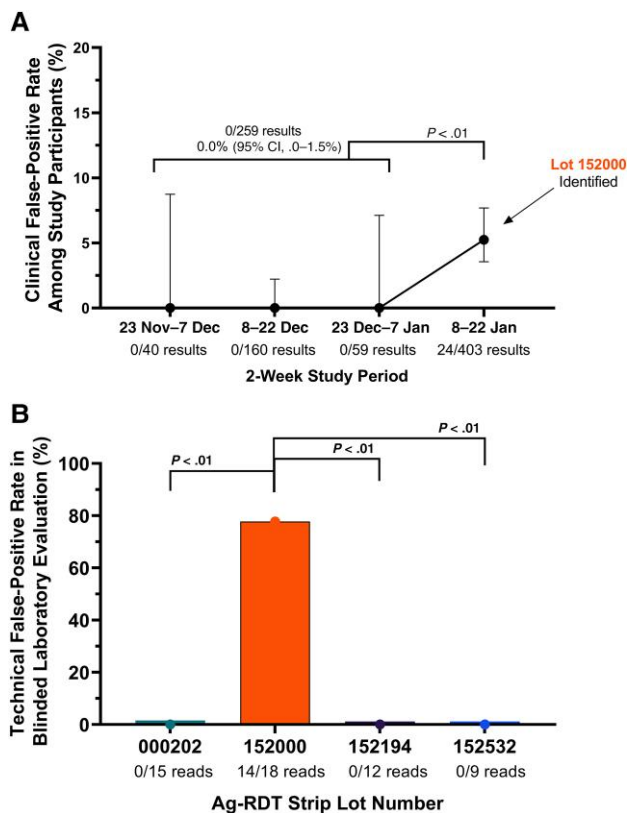 A
Clinical False-Positive Rate
Among Study Participants (%)
20
15
10
5
0
0/259 results
0.0% (95% CI, .0–1.5%)
P < .01
Lot 152000
Identified
23 Nov–7 Dec
8–22 Dec
23 Dec–7 Jan
8–22 Jan
0/40 results
0/160 results
0/59 results
24/403 results
2-Week Study Period
B
Technical False-Positive Rate in
Blinded Laboratory Evaluation (%)
100
80
60
40
20
0
P < .01
P < .01
P < .01
000202
152000
152194
152532
0/15 reads
14/18 reads
0/12 reads
0/9 reads
Ag-RDT Strip Lot Number